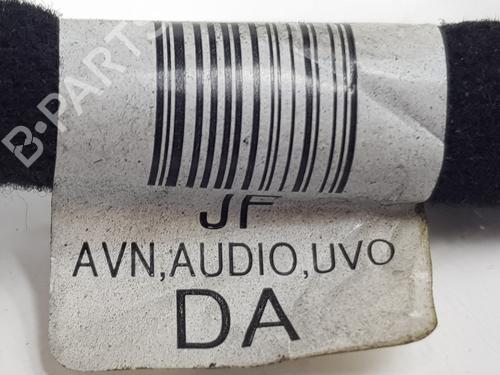 B-PARTS
JF
AVN,AUDIO,UVO
DA